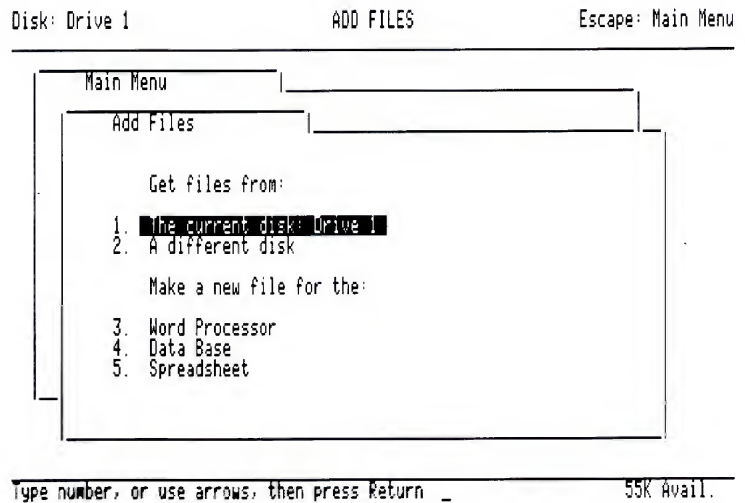 Disk: Drive 1 ADD FILES Escape: Main Menu
Main Menu
Add Files
Get files from:
1. The current disk: Drive 1
2. A different disk
Make a new file for the:
3. Word Processor
4. Data Base
5. Spreadsheet
Type number, or use arrows, then press Return _ 55K Avail.